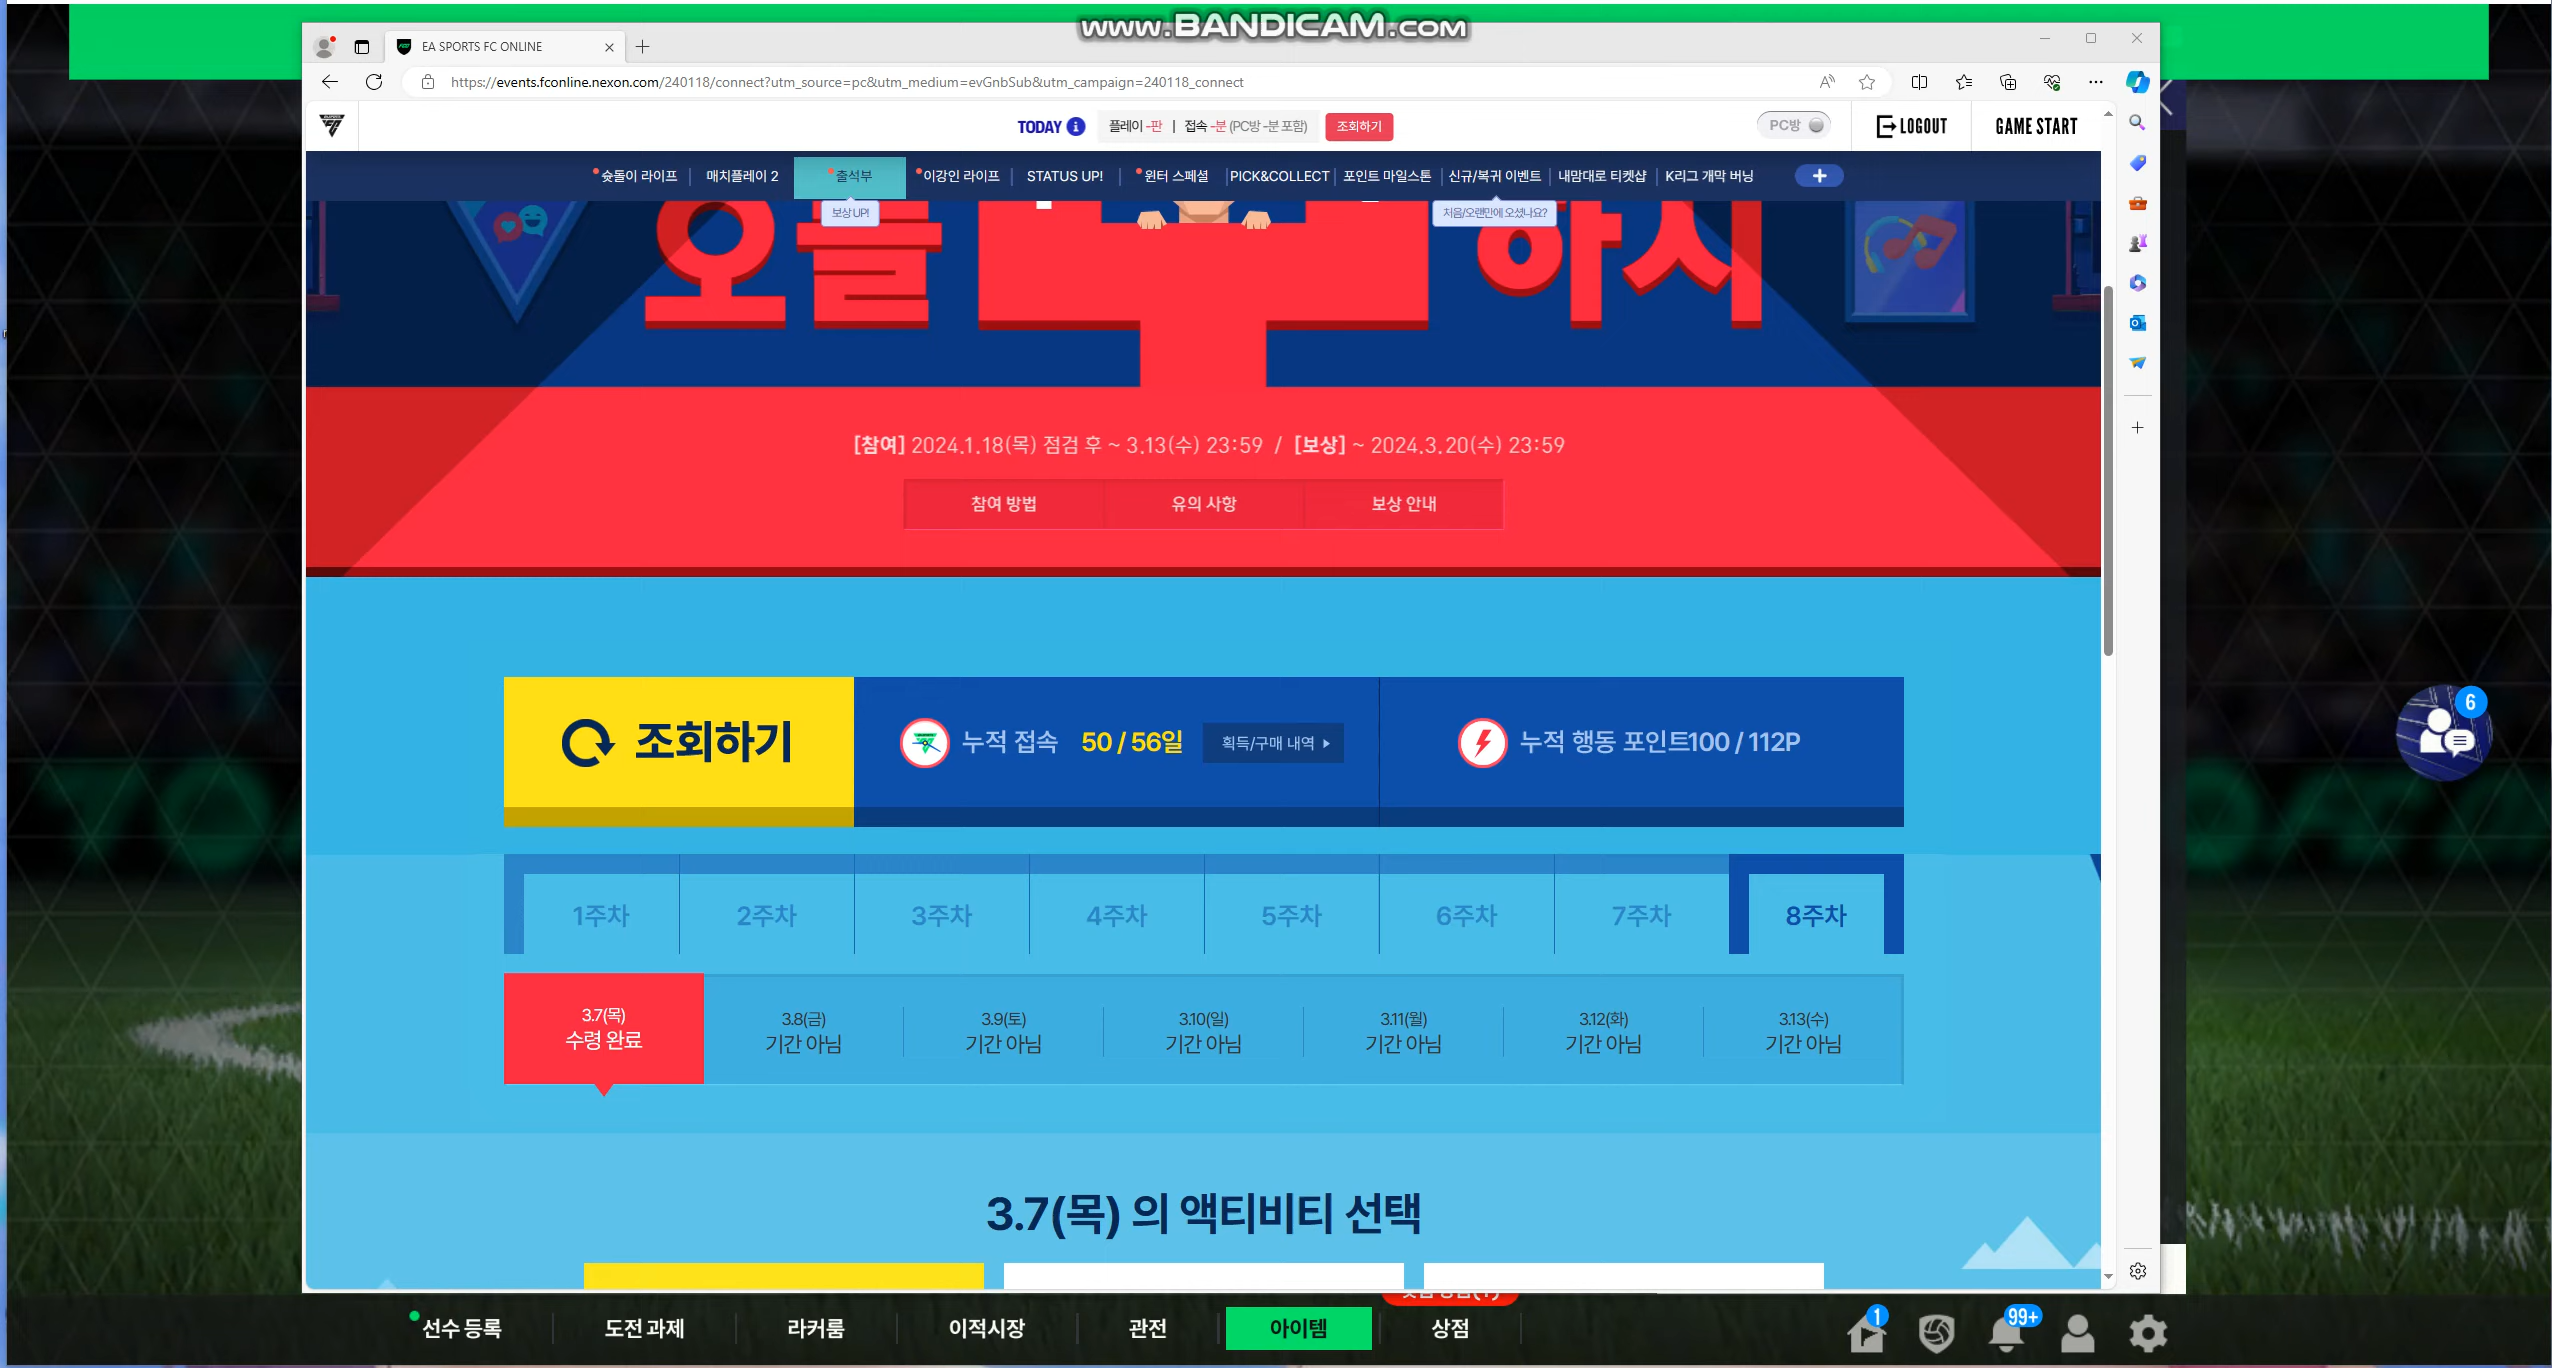 www.BANDICAM.com
EA SPORTS FC ONLINE
https://events.fconline.nexon.com/240118/connect?utm_source=pc&utm_medium=evGnbSub&utm_campaign=240118_connect
TODAY i 플레이 -판 | 접속 -분 (PC방 -분 포함) 조회하기 PC방 LOGOUT GAME START
슛돌이 라이프 매치플레이 2 출석부 이강인 라이프 STATUS UP! 윈터 스페셜 PICK&COLLECT 포인트 마일스톤 신규/복귀 이벤트 내맘대로 티켓샵 K리그 개막 버닝
보상 UP! 처음/오랜만에 오셨나요?
하시
[참여] 2024.1.18(목) 점검 후 ~ 3.13(수) 23:59 / [보상] ~ 2024.3.20(수) 23:59
참여 방법 유의 사항 보상 안내
조회하기 누적 접속 50 / 56일 획득/구매 내역 누적 행동 포인트100 / 112P
6
1주차 2주차 3주차 4주차 5주차 6주차 7주차 8주차
3.7(목) 3.8(금) 3.9(토) 3.10(일) 3.11(월) 3.12(화) 3.13(수)
수령 완료 기간 아님 기간 아님 기간 아님 기간 아님 기간 아님 기간 아님
3.7(목) 의 액티비티 선택
선수 등록 도전 과제 라커룸 이적시장 관전 아이템 상점 1 99+